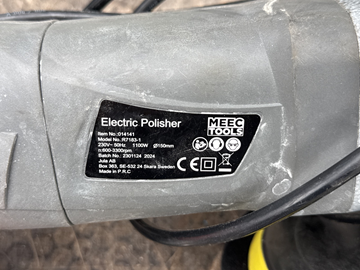 Electric Polisher
MEEC
TOOLS
Item No.: 014141
Model No.: R7183-1
230V~ 50Hz 1100W Ø150mm
n:600-3300rpm
Batch No.: 2301124 2024
Jula AB
Box 363, SE-532 24 Skara Sweden
Made in P.R.C
CE